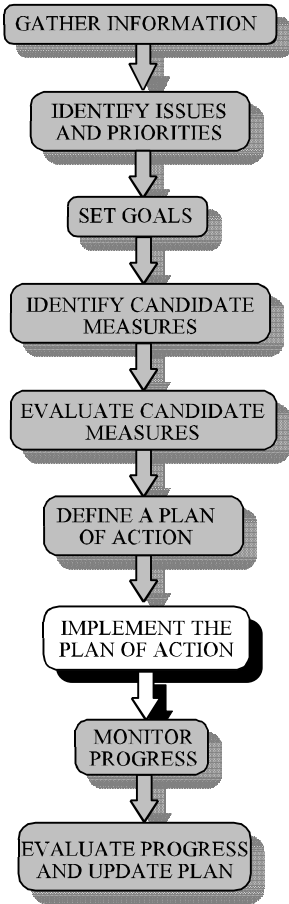 GATHER INFORMATION
IDENTIFY ISSUES
AND PRIORITIES
SET GOALS
IDENTIFY CANDIDATE
MEASURES
EVALUATE CANDIDATE
MEASURES
DEFINE A PLAN
OF ACTION
IMPLEMENT THE
PLAN OF ACTION
MONITOR
PROGRESS
EVALUATE PROGRESS
AND UPDATE PLAN